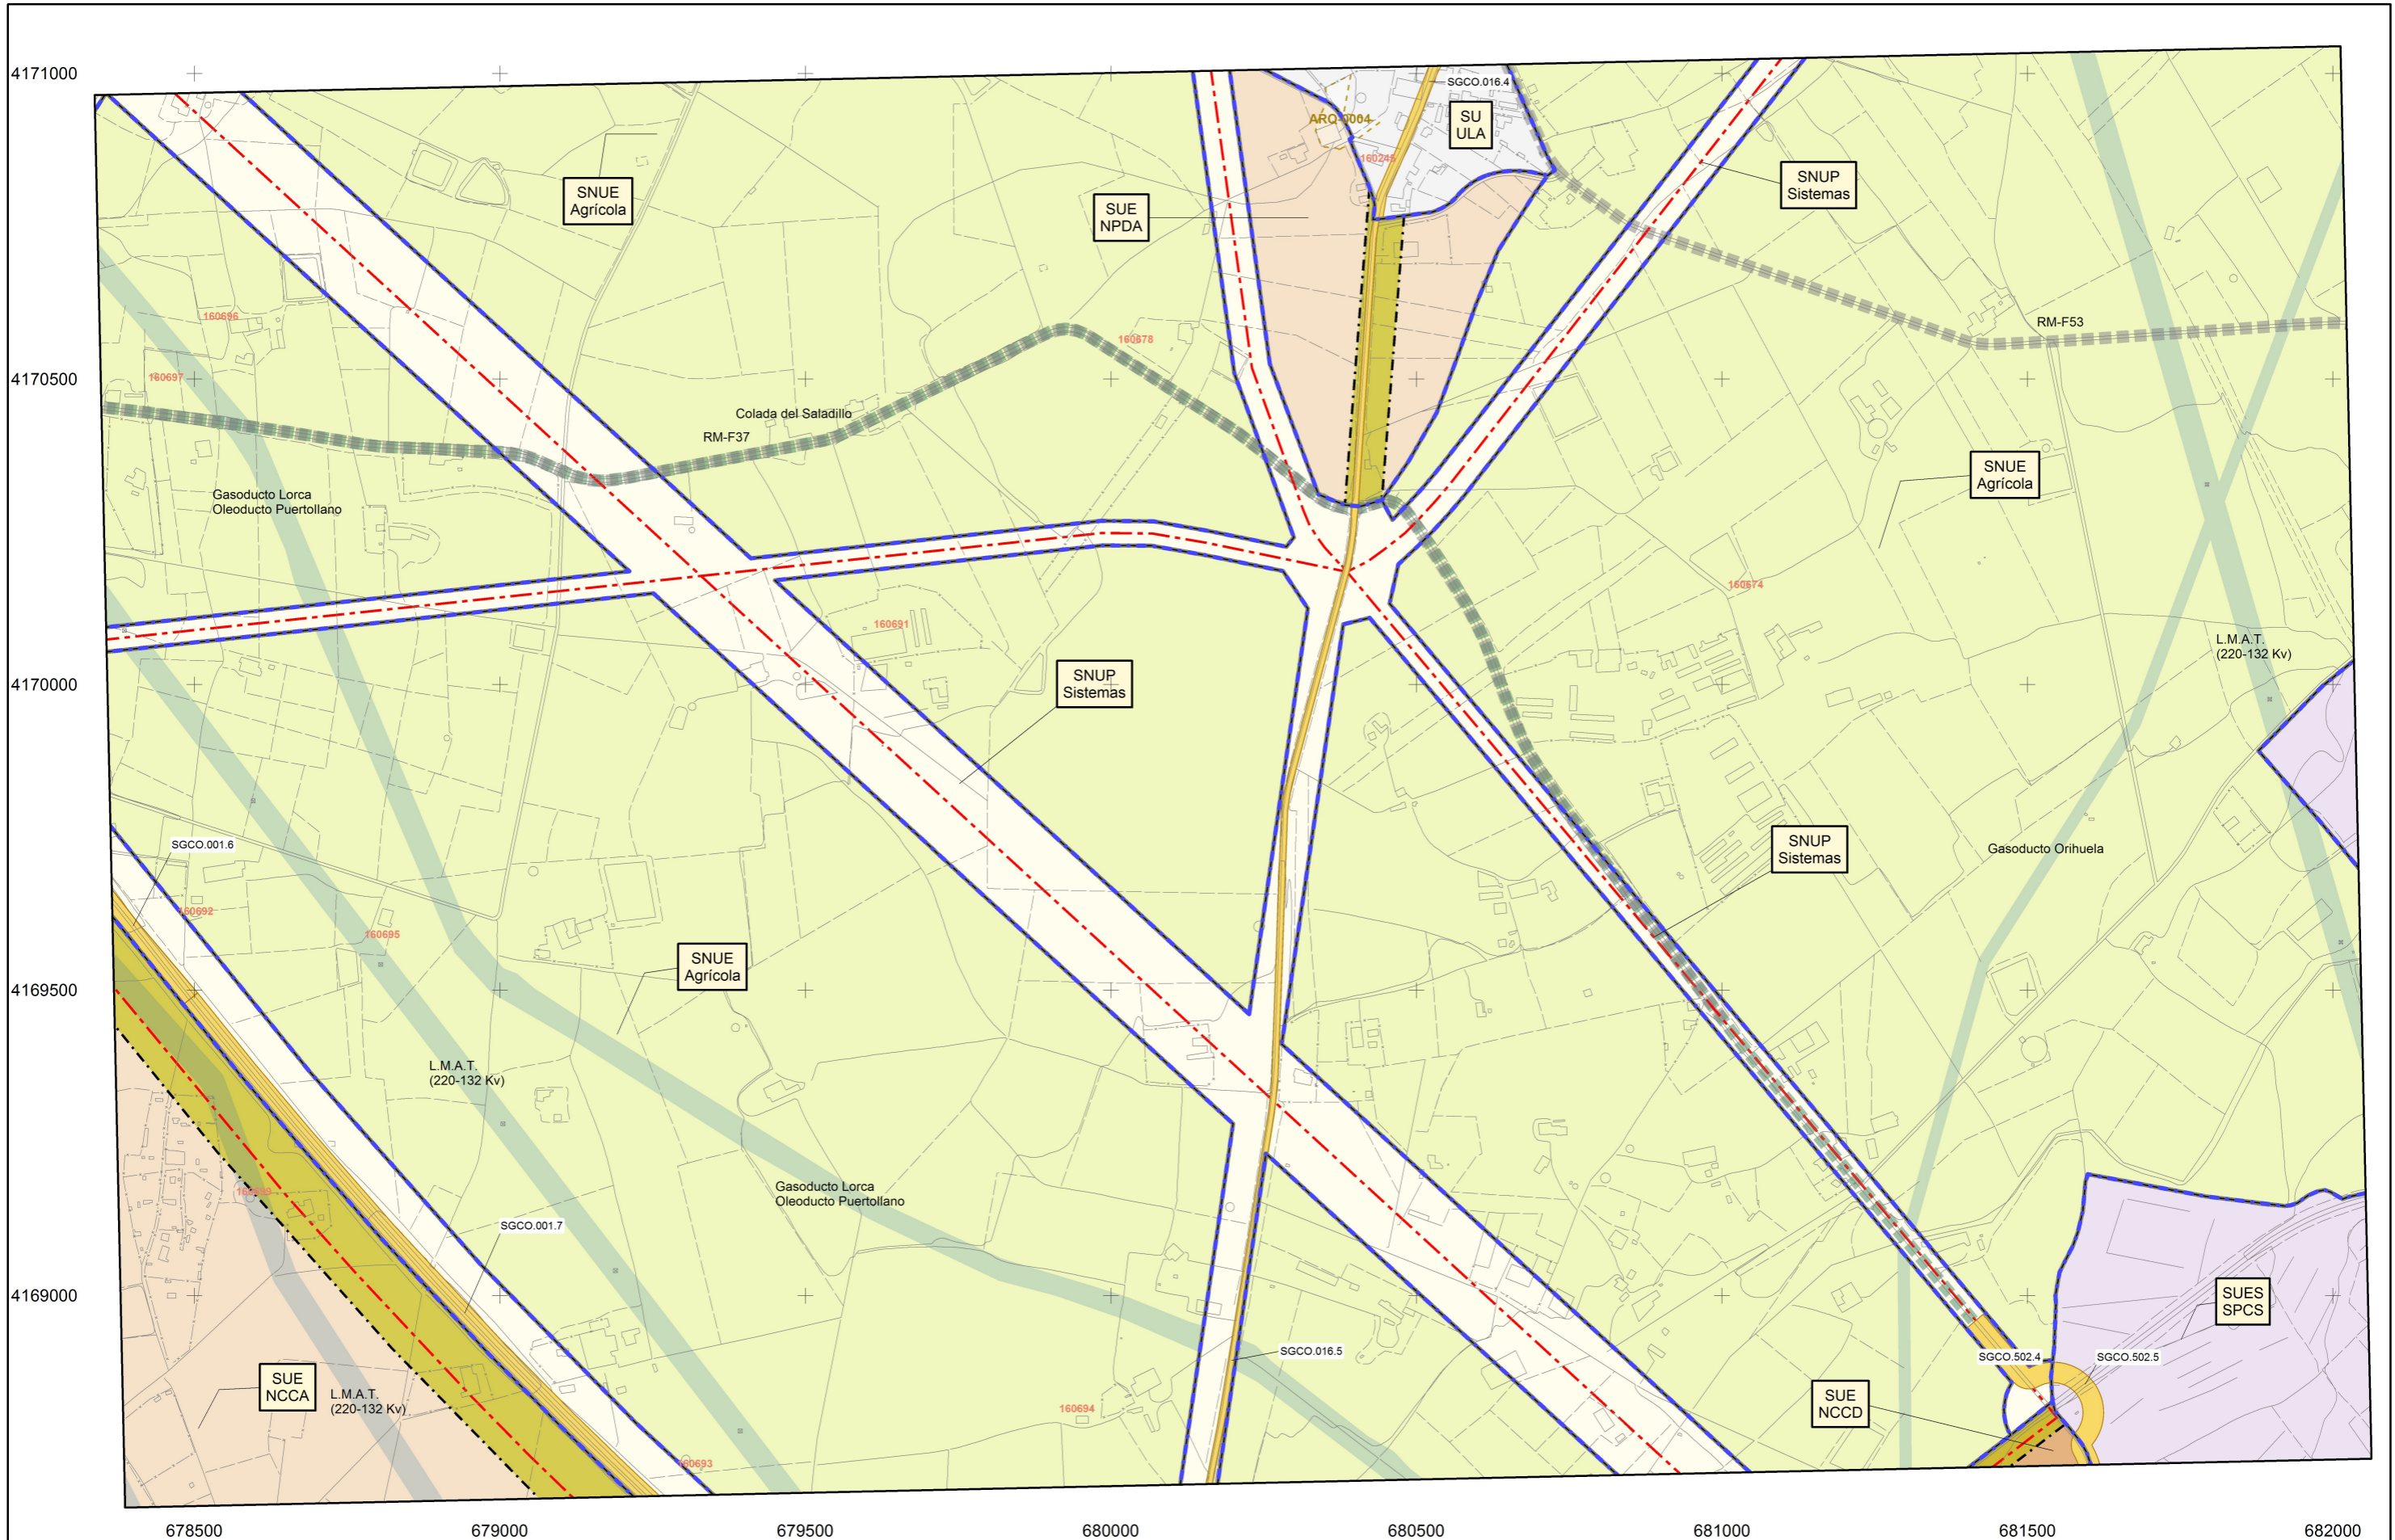 4171000
SGCO.016.4
ARQ-0004
SU
ULA
160245
SNUE
Agrícola
SNUP
Sistemas
SUE
NPDA
160696
160678
RM-F53
4170500
160697
Colada del Saladillo
RM-F37
SNUE
Agrícola
Gasoducto Lorca
Oleoducto Puertollano
160674
160691
L.M.A.T.
(220-132 Kv)
4170000
SNUP
Sistemas
SGCO.001.6
SNUP
Sistemas
Gasoducto Orihuela
160692
160695
SNUE
Agrícola
4169500
L.M.A.T.
(220-132 Kv)
Gasoducto Lorca
Oleoducto Puertollano
SGCO.001.7
4169000
SUES
SPCS
SGCO.016.5
SGCO.502.4
SGCO.502.5
SUE
NCCA
L.M.A.T.
(220-132 Kv)
160694
SUE
NCCD
160693
678500
679000
679500
680000
680500
681000
681500
682000